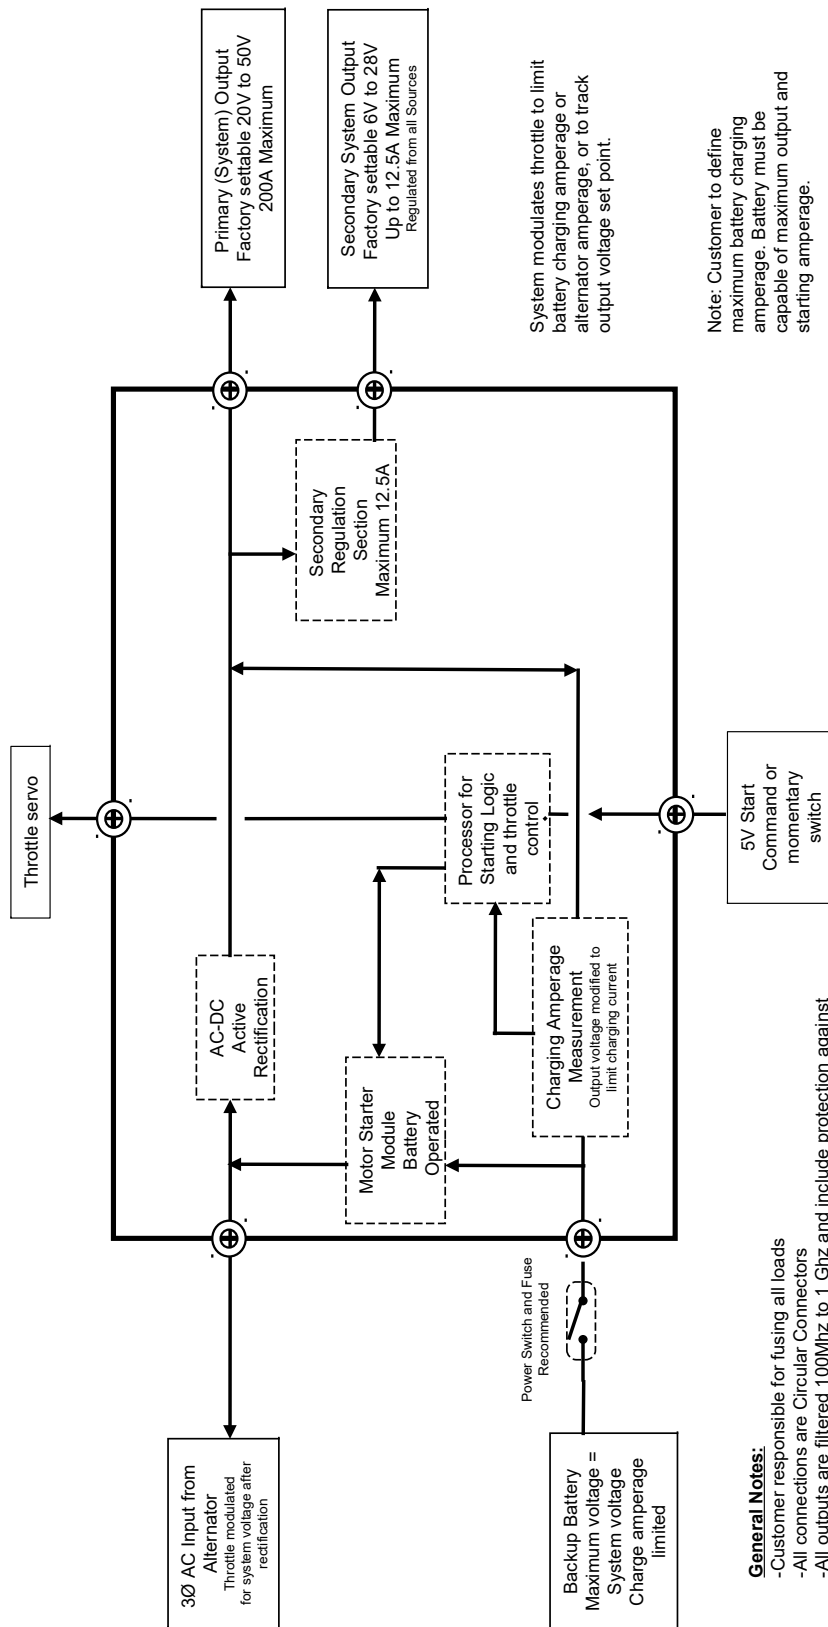 Throttle servo
Primary (System) Output
Factory settable 20V to 50V
200A Maximum
Secondary System Output
Factory settable 6V to 28V
Up to 12.5A Maximum
Regulated from all Sources
System modulates throttle to limit
battery charging amperage or
alternator amperage, or to track
output voltage set point.
Note: Customer to define
maximum battery charging
amperage. Battery must be
capable of maximum output and
starting amperage.
3Ø AC Input from
Alternator
Throttle modulated
for system voltage after
rectification
AC-DC
Active
Rectification
Secondary
Regulation
Section
Maximum 12.5A
Motor Starter
Module
Battery
Operated
Processor for
Starting Logic
and throttle
control
Charging Amperage
Measurement
Output voltage modified to
limit charging current
Power Switch and Fuse
Recommended
Backup Battery
Maximum voltage =
System voltage
Charge amperage
limited
5V Start
Command or
momentary
switch
General Notes:
-Customer responsible for fusing all loads
-All connections are Circular Connectors
-All outputs are filtered 100Mhz to 1 Ghz and include protection against